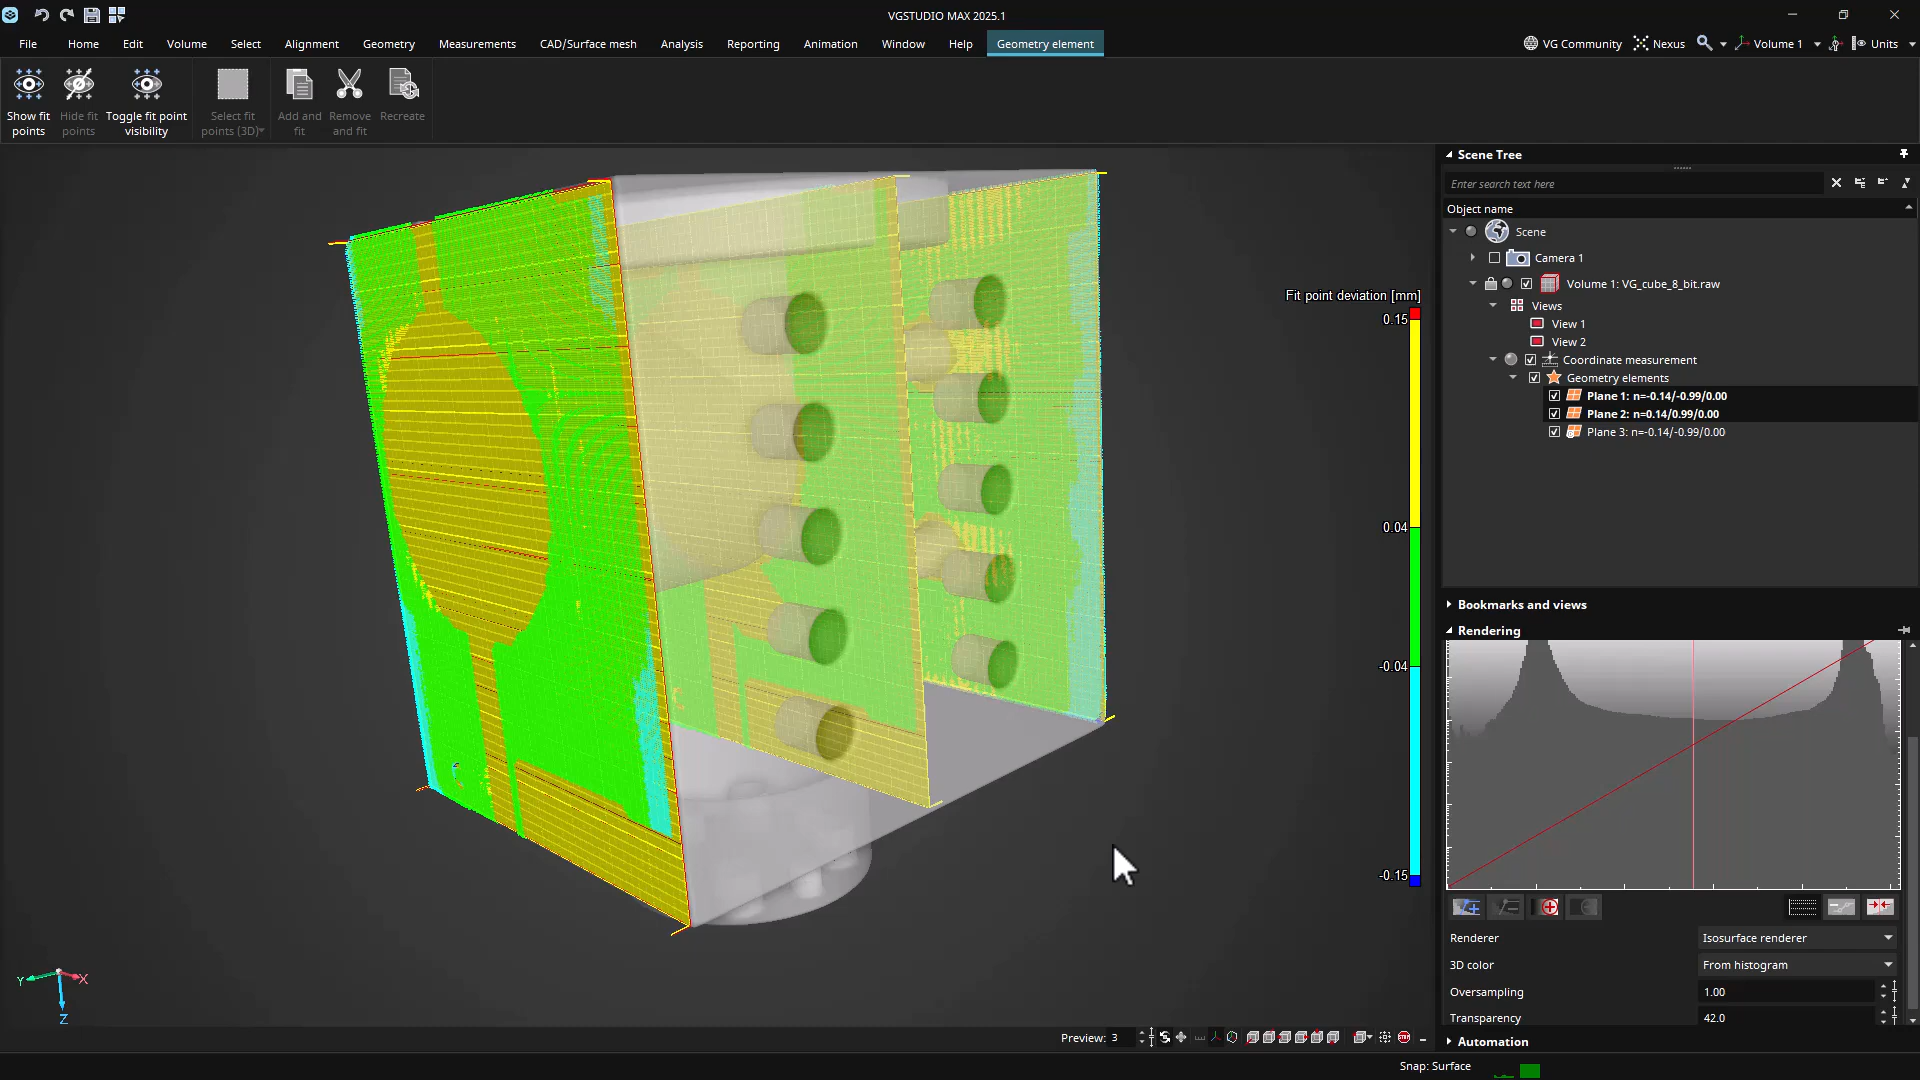 VGSTUDIO MAX 2025.1
File Home Edit Volume Select Alignment Geometry Measurements CAD/Surface mesh Analysis Reporting Animation Window Help Geometry element
VG Community Nexus Volume 1 Units
Show fit points
Hide fit points
Toggle fit point visibility
Select fit points (3D)
Add and fit
Remove and fit
Recreate
Fit point deviation [mm]
0.15
0.04
-0.04
-0.15
Y X
Z
Preview: 3
Scene Tree
Enter search text here
Object name
Scene
Camera 1
Volume 1: VG_cube_8_bit.raw
Views
View 1
View 2
Coordinate measurement
Geometry elements
Plane 1: n=-0.14/-0.99/0.00
Plane 2: n=0.14/0.99/0.00
Plane 3: n=-0.14/-0.99/0.00
Bookmarks and views
Rendering
Renderer Isosurface renderer
3D color From histogram
Oversampling 1.00
Transparency 42.0
Automation
Snap: Surface